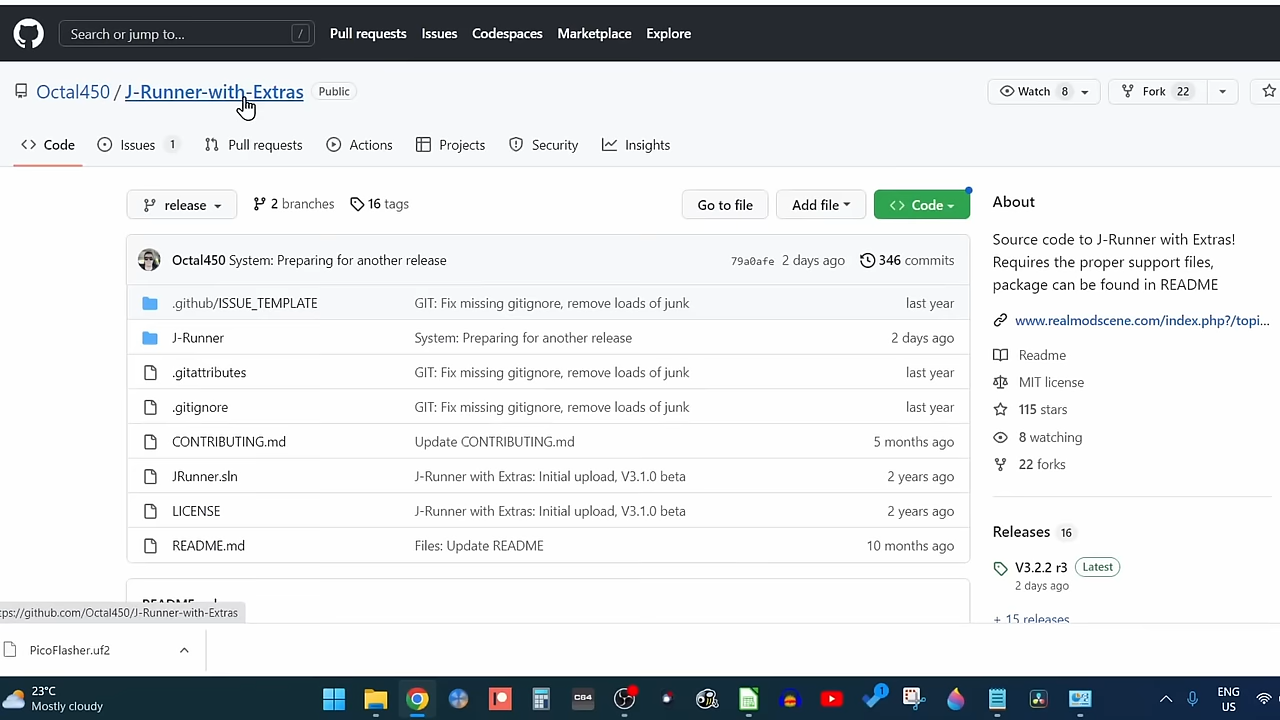 Search or jump to... /
Pull requests Issues Codespaces Marketplace Explore
Octal450 / J-Runner-with-Extras Public
Watch 8 Fork 22
Code Issues 1 Pull requests Actions Projects Security Insights
release 2 branches 16 tags Go to file Add file Code
Octal450 System: Preparing for another release 79a0afe 2 days ago 346 commits
.github/ISSUE_TEMPLATE GIT: Fix missing gitignore, remove loads of junk last year
J-Runner System: Preparing for another release 2 days ago
.gitattributes GIT: Fix missing gitignore, remove loads of junk last year
.gitignore GIT: Fix missing gitignore, remove loads of junk last year
CONTRIBUTING.md Update CONTRIBUTING.md 5 months ago
JRunner.sln J-Runner with Extras: Initial upload, V3.1.0 beta 2 years ago
LICENSE J-Runner with Extras: Initial upload, V3.1.0 beta 2 years ago
README.md Files: Update README 10 months ago
About
Source code to J-Runner with Extras!
Requires the proper support files,
package can be found in README
www.realmodscene.com/index.php?/topi...
Readme
MIT license
115 stars
8 watching
22 forks
Releases 16
V3.2.2 r3 Latest
2 days ago
+ 15 releases
tps://github.com/Octal450/J-Runner-with-Extras
PicoFlasher.uf2
23°C
Mostly cloudy
C64
1
ENG
US